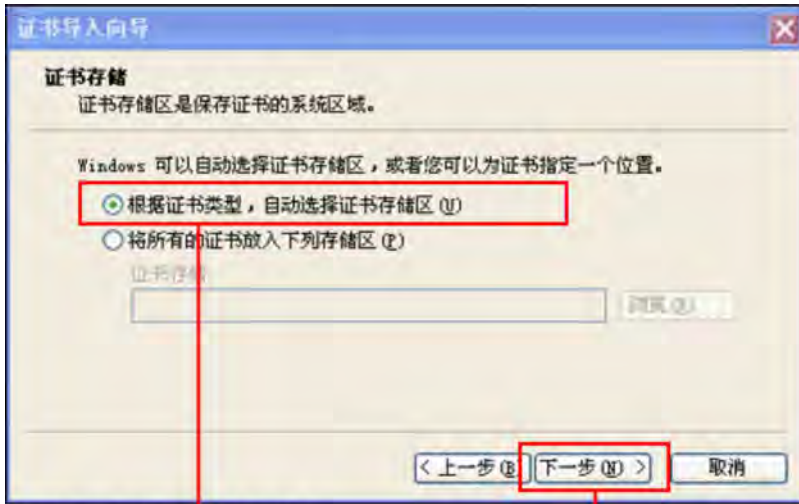 证书导入向导
证书存储
证书存储区是保存证书的系统区域。
Windows 可以自动选择证书存储区，或者您可以为证书指定一个位置。
根据证书类型，自动选择证书存储区(U)
将所有的证书放入下列存储区(P)
证书存储
浏览(R)
< 上一步(B 下一步(N) > 取消